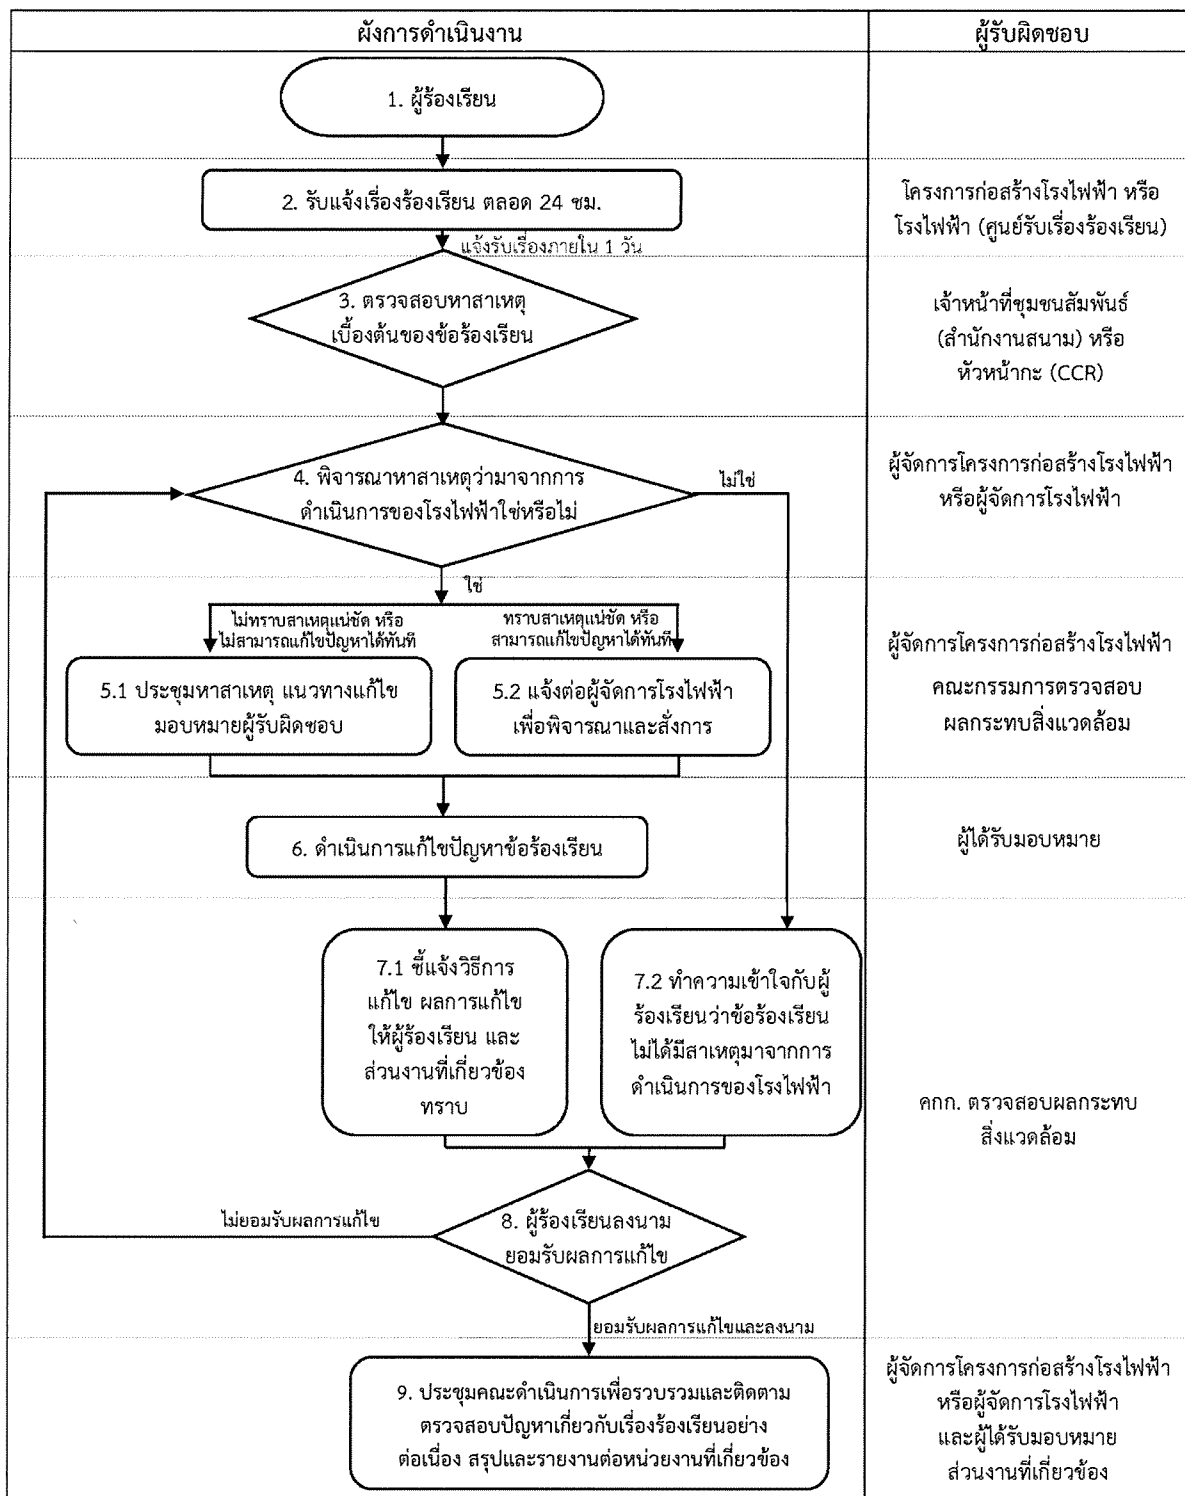 ผังการดำเนินงาน
ผู้รับผิดชอบ
1. ผู้ร้องเรียน
2. รับแจ้งเรื่องร้องเรียน ตลอด 24 ชม.
โครงการก่อสร้างโรงไฟฟ้า หรือ
โรงไฟฟ้า (ศูนย์รับเรื่องร้องเรียน)
แจ้งรับเรื่องภายใน 1 วัน
3. ตรวจสอบหาสาเหตุ
เบื้องต้นของข้อร้องเรียน
เจ้าหน้าที่ชุมชนสัมพันธ์
(สำนักงานสนาม) หรือ
หัวหน้ากะ (CCR)
4. พิจารณาหาสาเหตุว่ามาจากการ
ดำเนินการของโรงไฟฟ้าใช่หรือไม่
ไม่ใช่
ผู้จัดการโครงการก่อสร้างโรงไฟฟ้า
หรือผู้จัดการโรงไฟฟ้า
ใช่
ไม่ทราบสาเหตุแน่ชัด หรือ
ไม่สามารถแก้ไขปัญหาได้ทันที
ทราบสาเหตุแน่ชัด หรือ
สามารถแก้ไขปัญหาได้ทันที
5.1 ประชุมหาสาเหตุ แนวทางแก้ไข
มอบหมายผู้รับผิดชอบ
5.2 แจ้งต่อผู้จัดการโรงไฟฟ้า
เพื่อพิจารณาและสั่งการ
ผู้จัดการโครงการก่อสร้างโรงไฟฟ้า
คณะกรรมการตรวจสอบ
ผลกระทบสิ่งแวดล้อม
6. ดำเนินการแก้ไขปัญหาข้อร้องเรียน
ผู้ได้รับมอบหมาย
7.1 ชี้แจงวิธีการ
แก้ไข ผลการแก้ไข
ให้ผู้ร้องเรียน และ
ส่วนงานที่เกี่ยวข้อง
ทราบ
7.2 ทำความเข้าใจกับผู้
ร้องเรียนว่าข้อร้องเรียน
ไม่ได้มีสาเหตุมาจากการ
ดำเนินการของโรงไฟฟ้า
คกก. ตรวจสอบผลกระทบ
สิ่งแวดล้อม
ไม่ยอมรับผลการแก้ไข
8. ผู้ร้องเรียนลงนาม
ยอมรับผลการแก้ไข
ยอมรับผลการแก้ไขและลงนาม
9. ประชุมคณะดำเนินการเพื่อรวบรวมและติดตาม
ตรวจสอบปัญหาเกี่ยวกับเรื่องร้องเรียนอย่าง
ต่อเนื่อง สรุปและรายงานต่อหน่วยงานที่เกี่ยวข้อง
ผู้จัดการโครงการก่อสร้างโรงไฟฟ้า
หรือผู้จัดการโรงไฟฟ้า
และผู้ได้รับมอบหมาย
ส่วนงานที่เกี่ยวข้อง